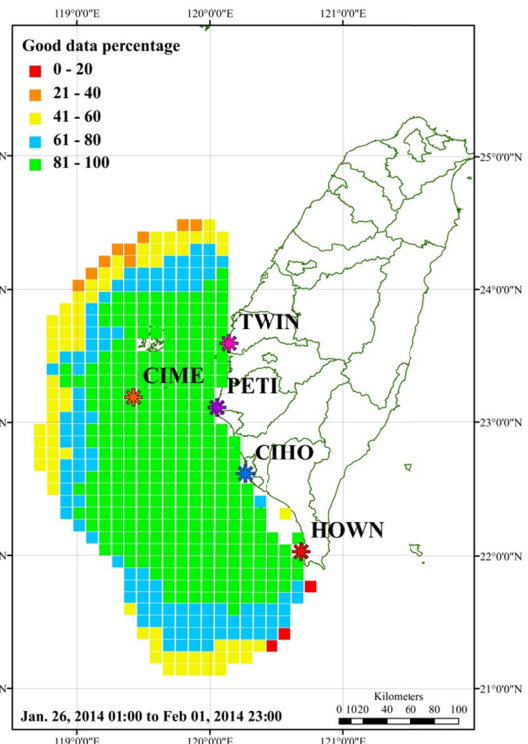 119°0'0"E 120°0'0"E 121°0'0"E
Good data percentage
0 - 20
21 - 40
41 - 60
61 - 80
81 - 100
25°0'0"N
24°0'0"N
TWIN
CIME
PETI
23°0'0"N
CIHO
HOWN
22°0'0"N
Kilometers
0 10 20 40 60 80 100
21°0'0"N
Jan. 26, 2014 01:00 to Feb 01, 2014 23:00
119°0'0"E 120°0'0"E 121°0'0"E